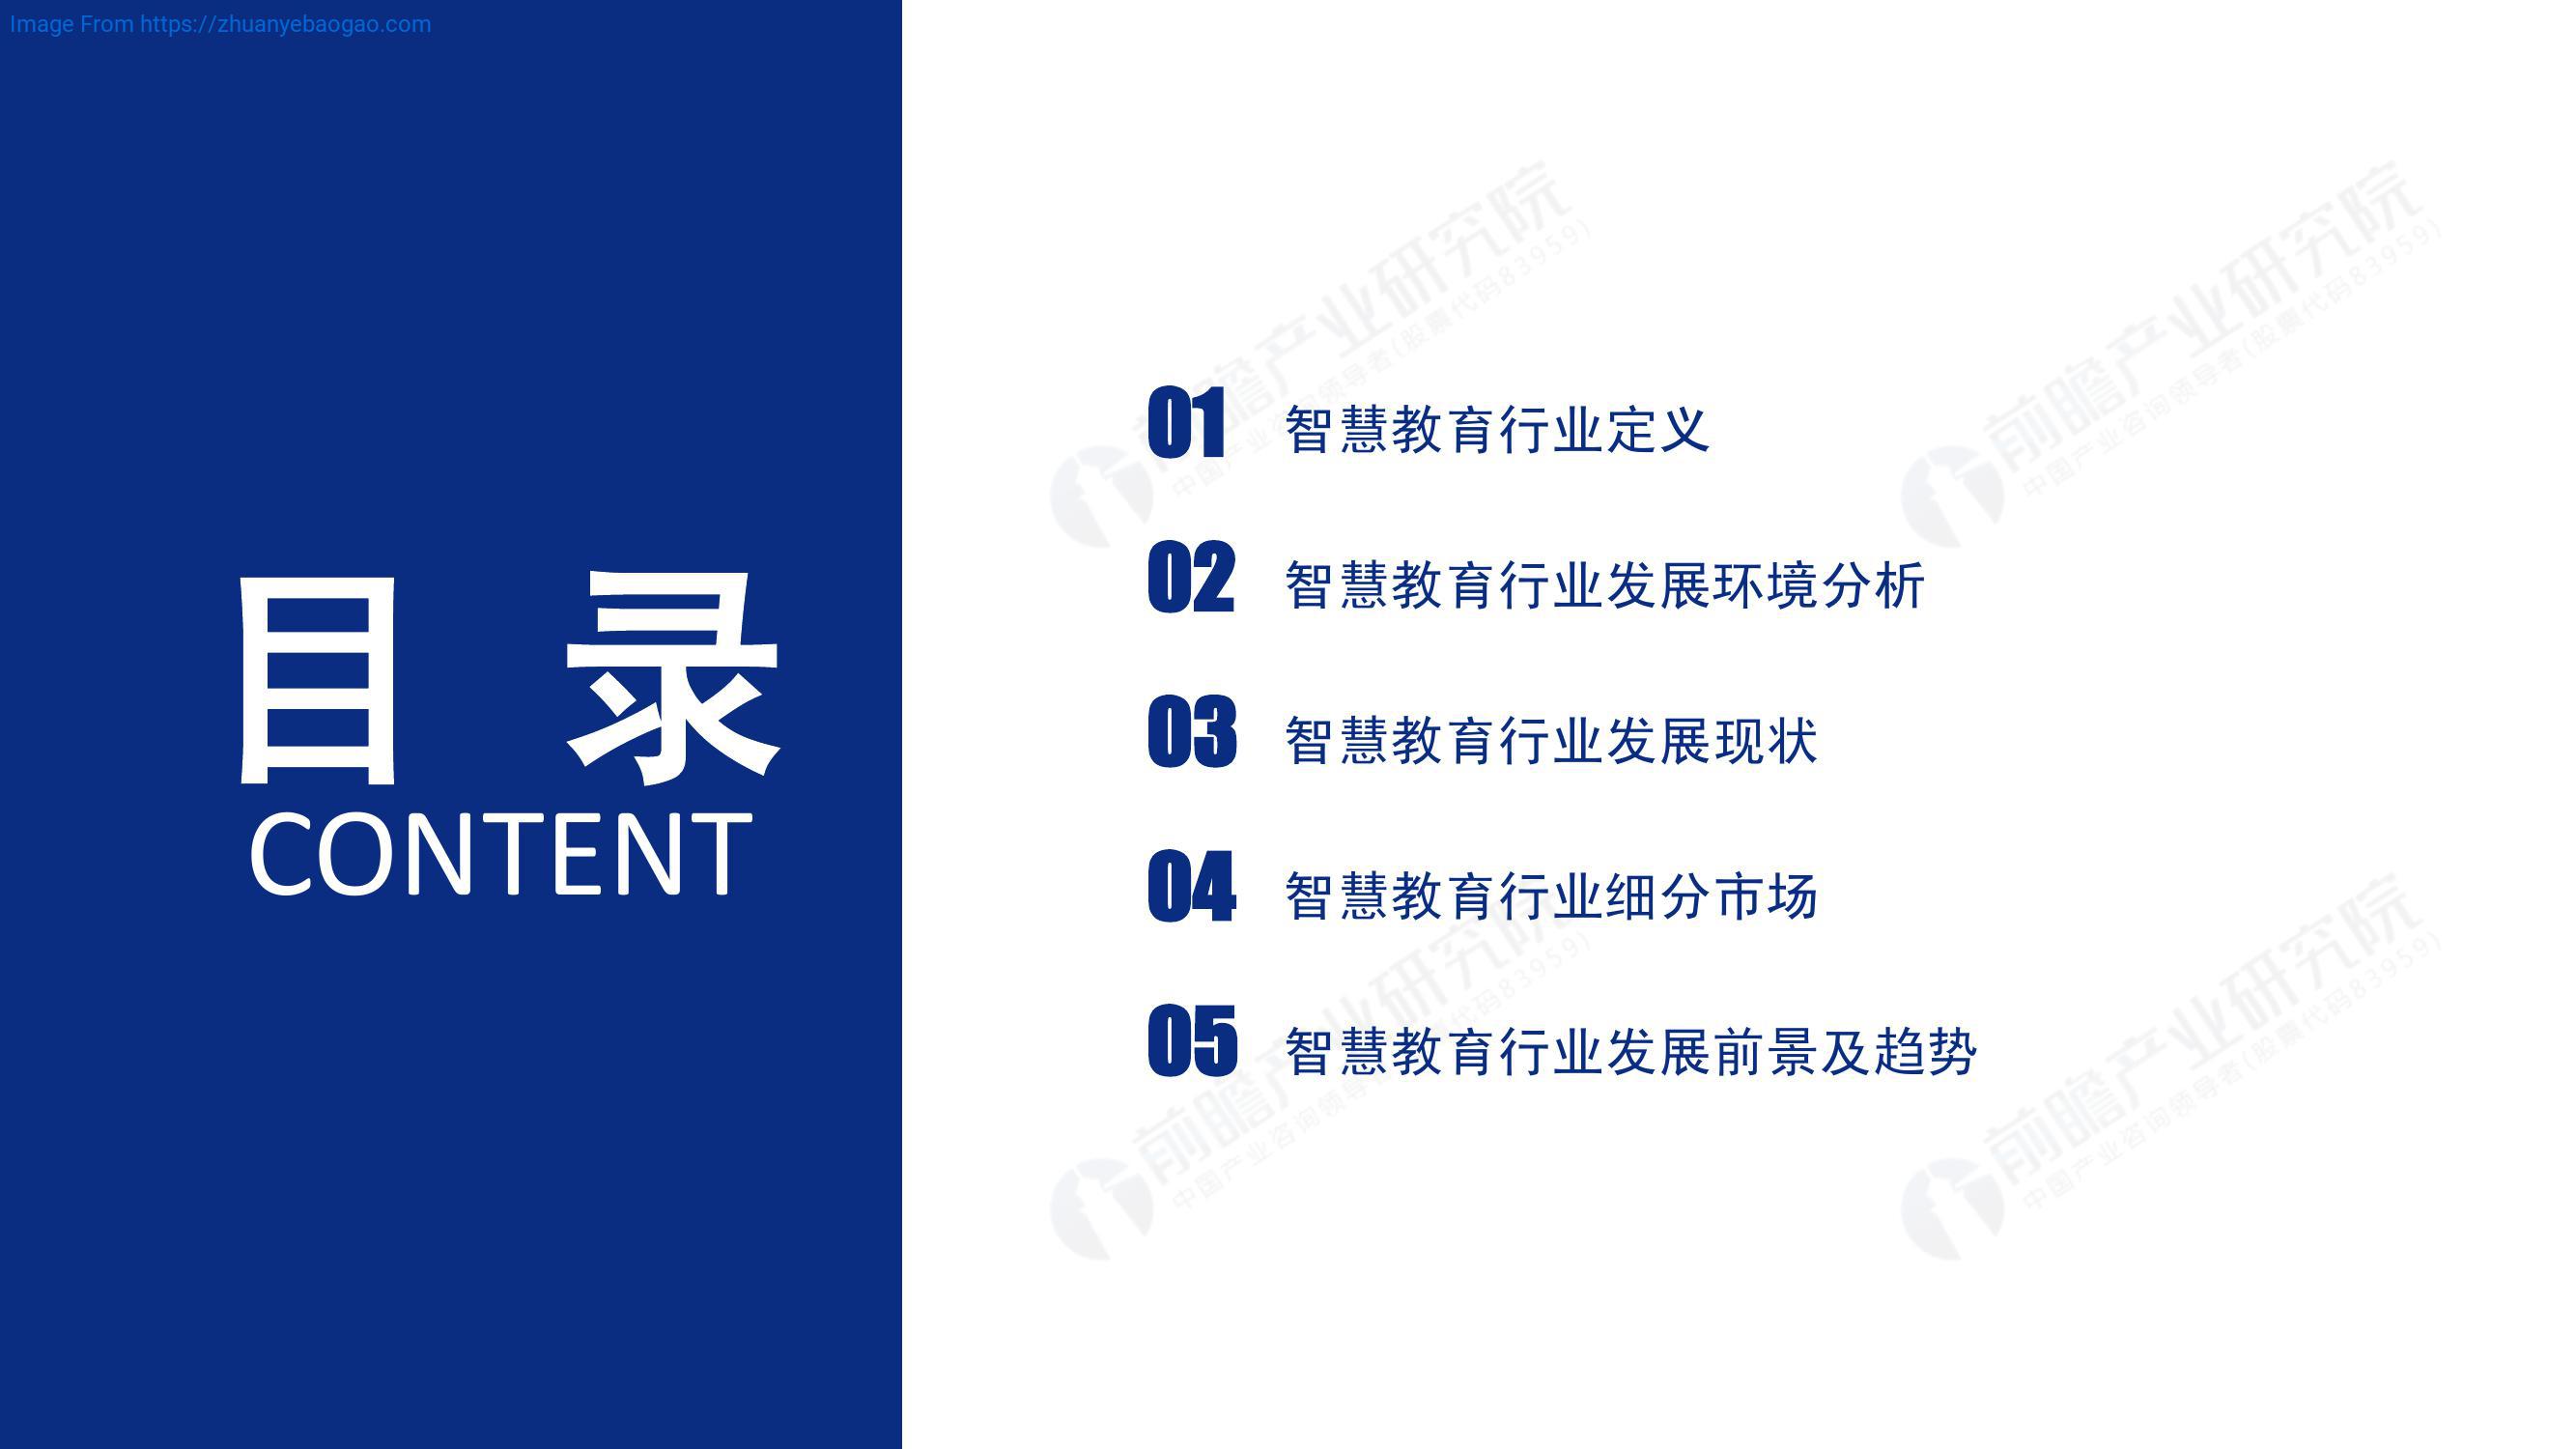 Image From https://zhuanyebaogao.com
目 录
CONTENT
01 智慧教育行业定义
02 智慧教育行业发展环境分析
03 智慧教育行业发展现状
04 智慧教育行业细分市场
05 智慧教育行业发展前景及趋势
前瞻产业研究院
中国产业咨询领导者(股票代码83959)
前瞻产业研究院
中国产业咨询领导者(股票代码83959)
前瞻产业研究院
中国产业咨询领导者(股票代码83959)
前瞻产业研究院
中国产业咨询领导者(股票代码83959)